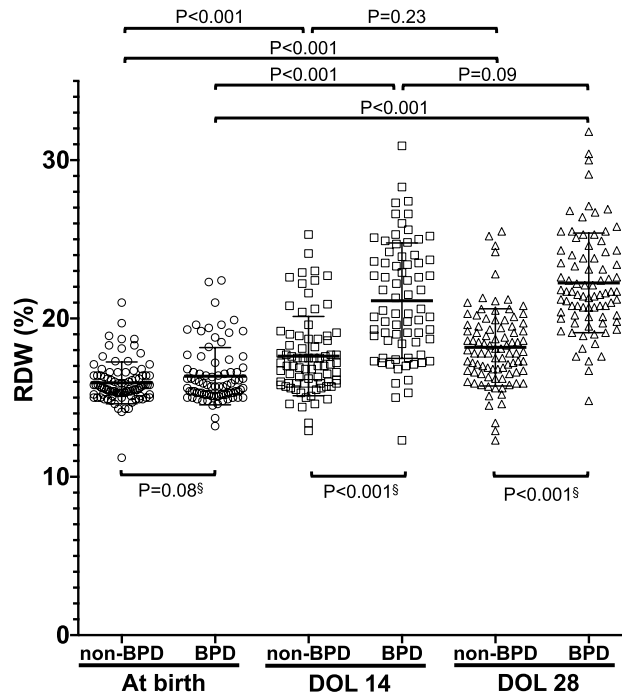 P<0.001 P=0.23
P<0.001
P<0.001 P=0.09
P<0.001
30
20
10
0
RDW (%)
P=0.08§ P<0.001§ P<0.001§
non-BPD BPD non-BPD BPD non-BPD BPD
At birth DOL 14 DOL 28